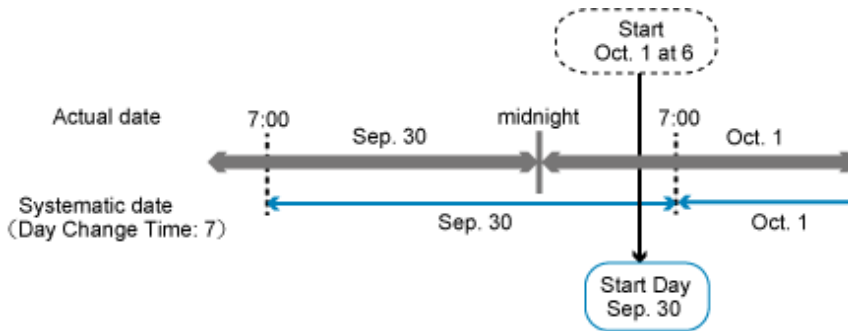 Start
Oct. 1 at 6
Actual date
7:00
Sep. 30
midnight
7:00
Oct. 1
Systematic date
（Day Change Time: 7）
Sep. 30
Oct. 1
Start Day
Sep. 30